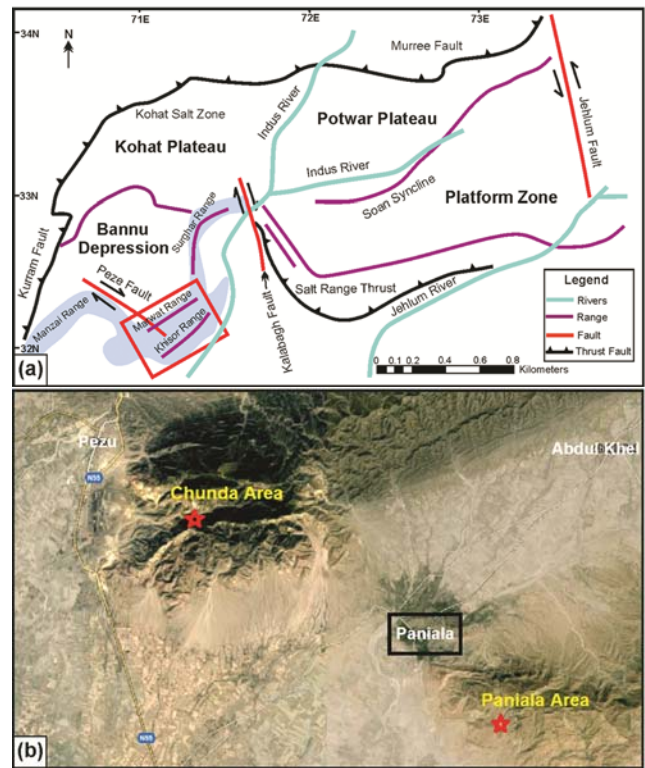 71E 72E 73E
34N
N
Murree Fault
Kohat Salt Zone
Indus River
Potwar Plateau
Kohat Plateau
Jehlum Fault
Indus River
33N
Soan Syncline
Platform Zone
Bannu
Depression
Surghar Range
Kurram Fault
Peze Fault
Salt Range Thrust
Manzai Range
Marwat Range
Khisor Range
Kalabagh Fault
Jehlum River
32N
Legend
Rivers
Range
Fault
Thrust Fault
0 0.1 0.2 0.4 0.6 0.8
Kilometers
(a)
Pezu
Abdul Khel
N55
Chunda Area
Paniala
Paniala Area
N55
(b)